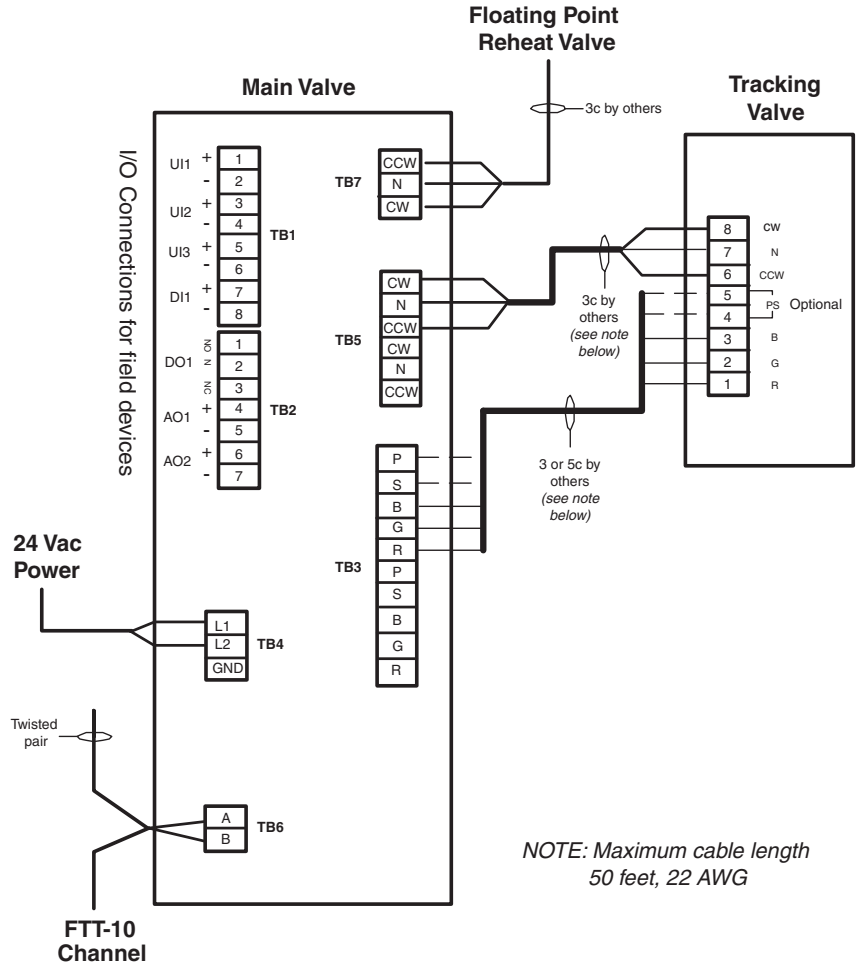 Floating Point
Reheat Valve
3c by others
Main Valve
Tracking
Valve
I/O Connections for field devices
UI1 + 1
- 2
UI2 + 3
- 4
UI3 + 5
- 6
DI1 + 7
- 8
TB1
DO1
NO 1
N 2
NC 3
AO1 + 4
- 5
AO2 + 6
- 7
TB2
TB7
CCW
N
CW
TB5
CW
N
CCW
CW
N
CCW
3c by
others
(see note
below)
8 CW
7 N
6 CCW
5
PS Optional
4
3 B
2 G
1 R
TB3
P
S
B
G
R
P
S
B
G
R
3 or 5c by
others
(see note
below)
24 Vac
Power
L1
L2
GND
TB4
Twisted
pair
A
B
TB6
FTT-10
Channel
NOTE: Maximum cable length
50 feet, 22 AWG